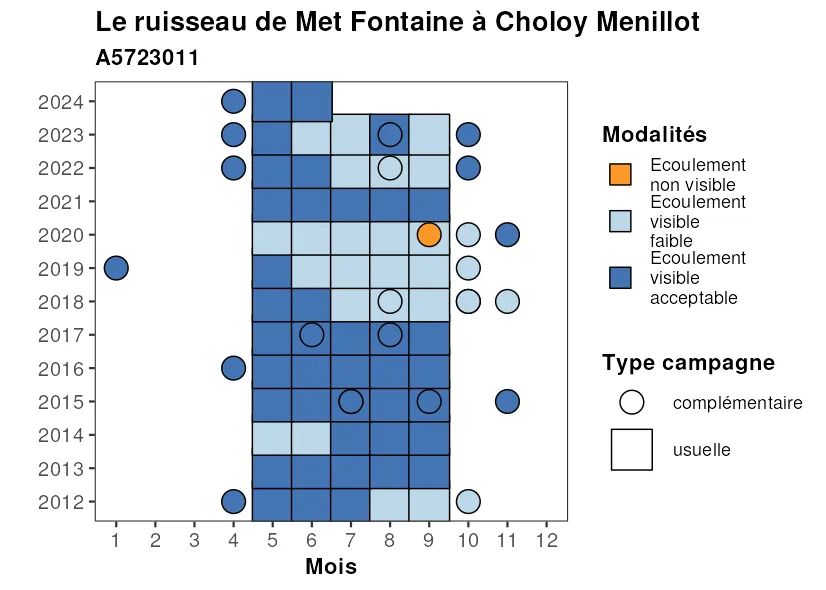 Le ruisseau de Met Fontaine à Choloy Menillot
A5723011
2024
2023
2022
2021
2020
2019
2018
2017
2016
2015
2014
2013
2012
1 2 3 4 5 6 7 8 9 10 11 12
Mois
Modalités
Ecoulement
non visible
Ecoulement
visible
faible
Ecoulement
visible
acceptable
Type campagne
complémentaire
usuelle